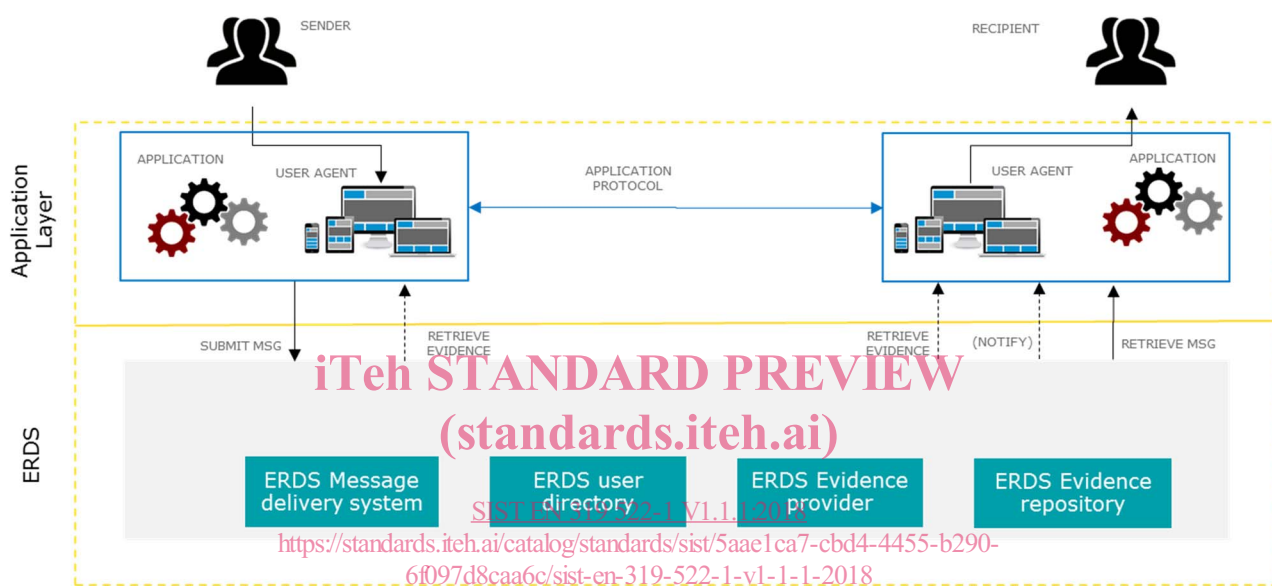 SENDER
RECIPIENT
Application
Layer
APPLICATION
USER AGENT
APPLICATION
PROTOCOL
USER AGENT
APPLICATION
SUBMIT MSG
RETRIEVE
EVIDENCE
RETRIEVE
EVIDENCE
(NOTIFY)
RETRIEVE MSG
iTeh STANDARD PREVIEW
(standards.iteh.ai)
ERDS
ERDS Message
delivery system
ERDS user
directory
ERDS Evidence
provider
ERDS Evidence
repository
SIST EN 319 522-1 V1.1.1:2018
https://standards.iteh.ai/catalog/standards/sist/5aae1ca7-cbd4-4455-b290-
6f097d8caa6c/sist-en-319-522-1-v1-1-1-2018